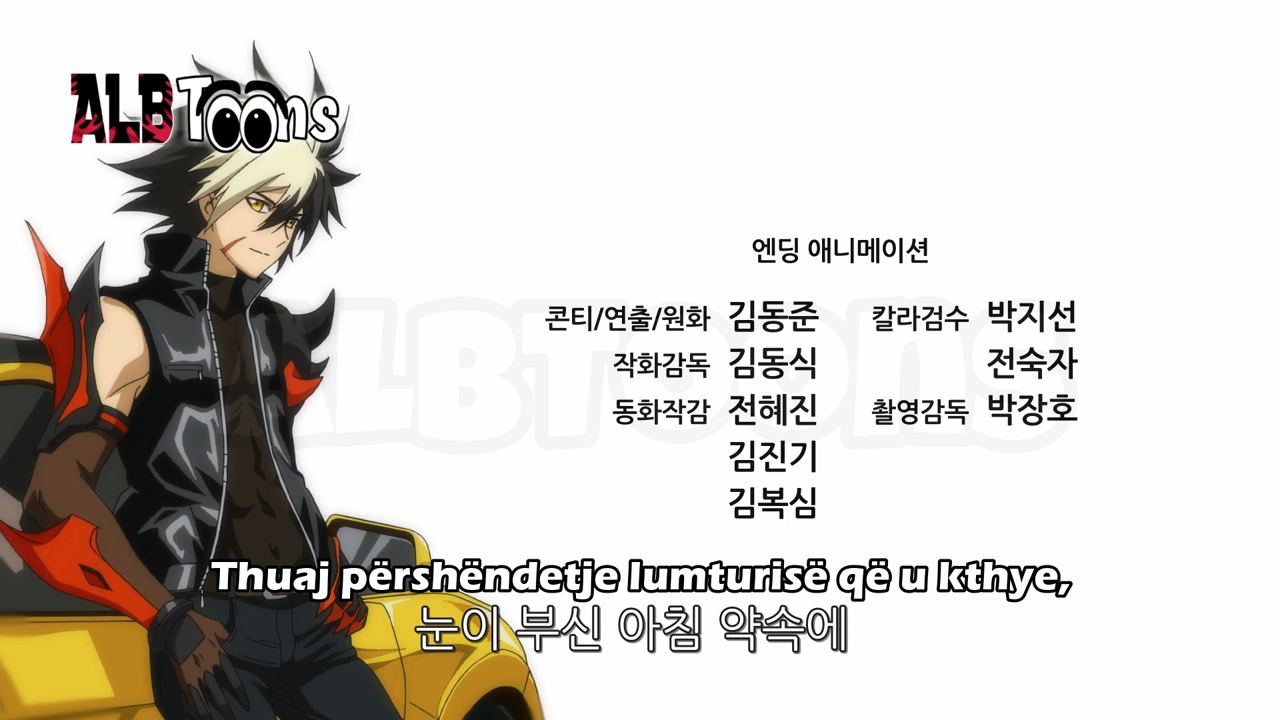 ALBToons
엔딩 애니메이션
콘티/연출/원화 김동준 칼라검수 박지선
작화감독 김동식 전숙자
동화작감 전혜진 촬영감독 박장호
김진기
김복심
ALBToons
Thuaj përshëndetje lumturisë që u kthye,
눈이 부신 아침 약속에